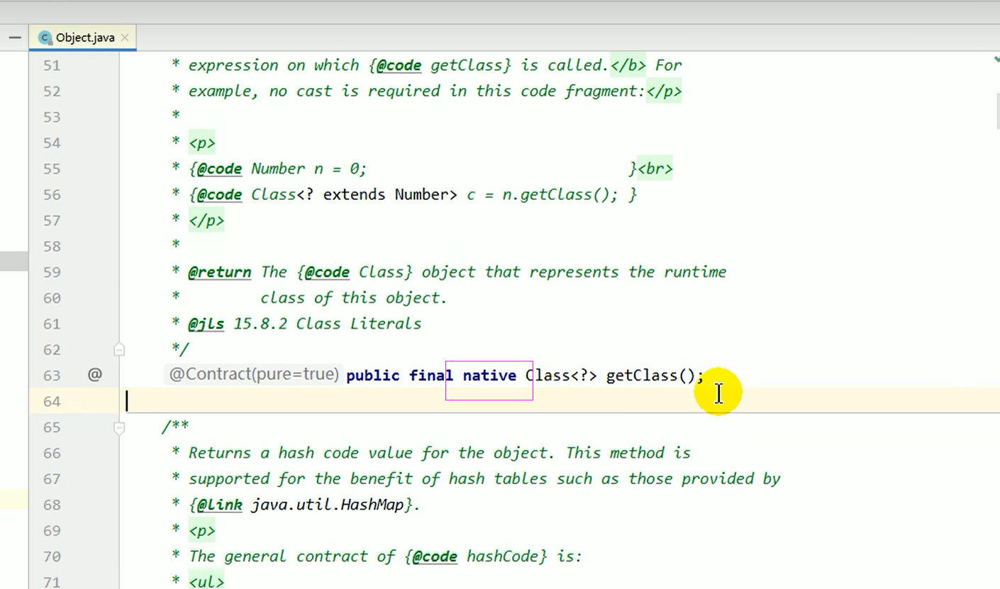 Object.java
51 * expression on which {@code getClass} is called.</b> For
52 * example, no cast is required in this code fragment:</p>
53 *
54 * <p>
55 * {@code Number n = 0; }<br>
56 * {@code Class<? extends Number> c = n.getClass(); }
57 * </p>
58 *
59 * @return The {@code Class} object that represents the runtime
60 * class of this object.
61 * @jls 15.8.2 Class Literals
62 */
63 @ @Contract(pure=true) public final native Class<?> getClass();
64
65 /**
66 * Returns a hash code value for the object. This method is
67 * supported for the benefit of hash tables such as those provided by
68 * {@link java.util.HashMap}.
69 * <p>
70 * The general contract of {@code hashCode} is:
71 * <ul>